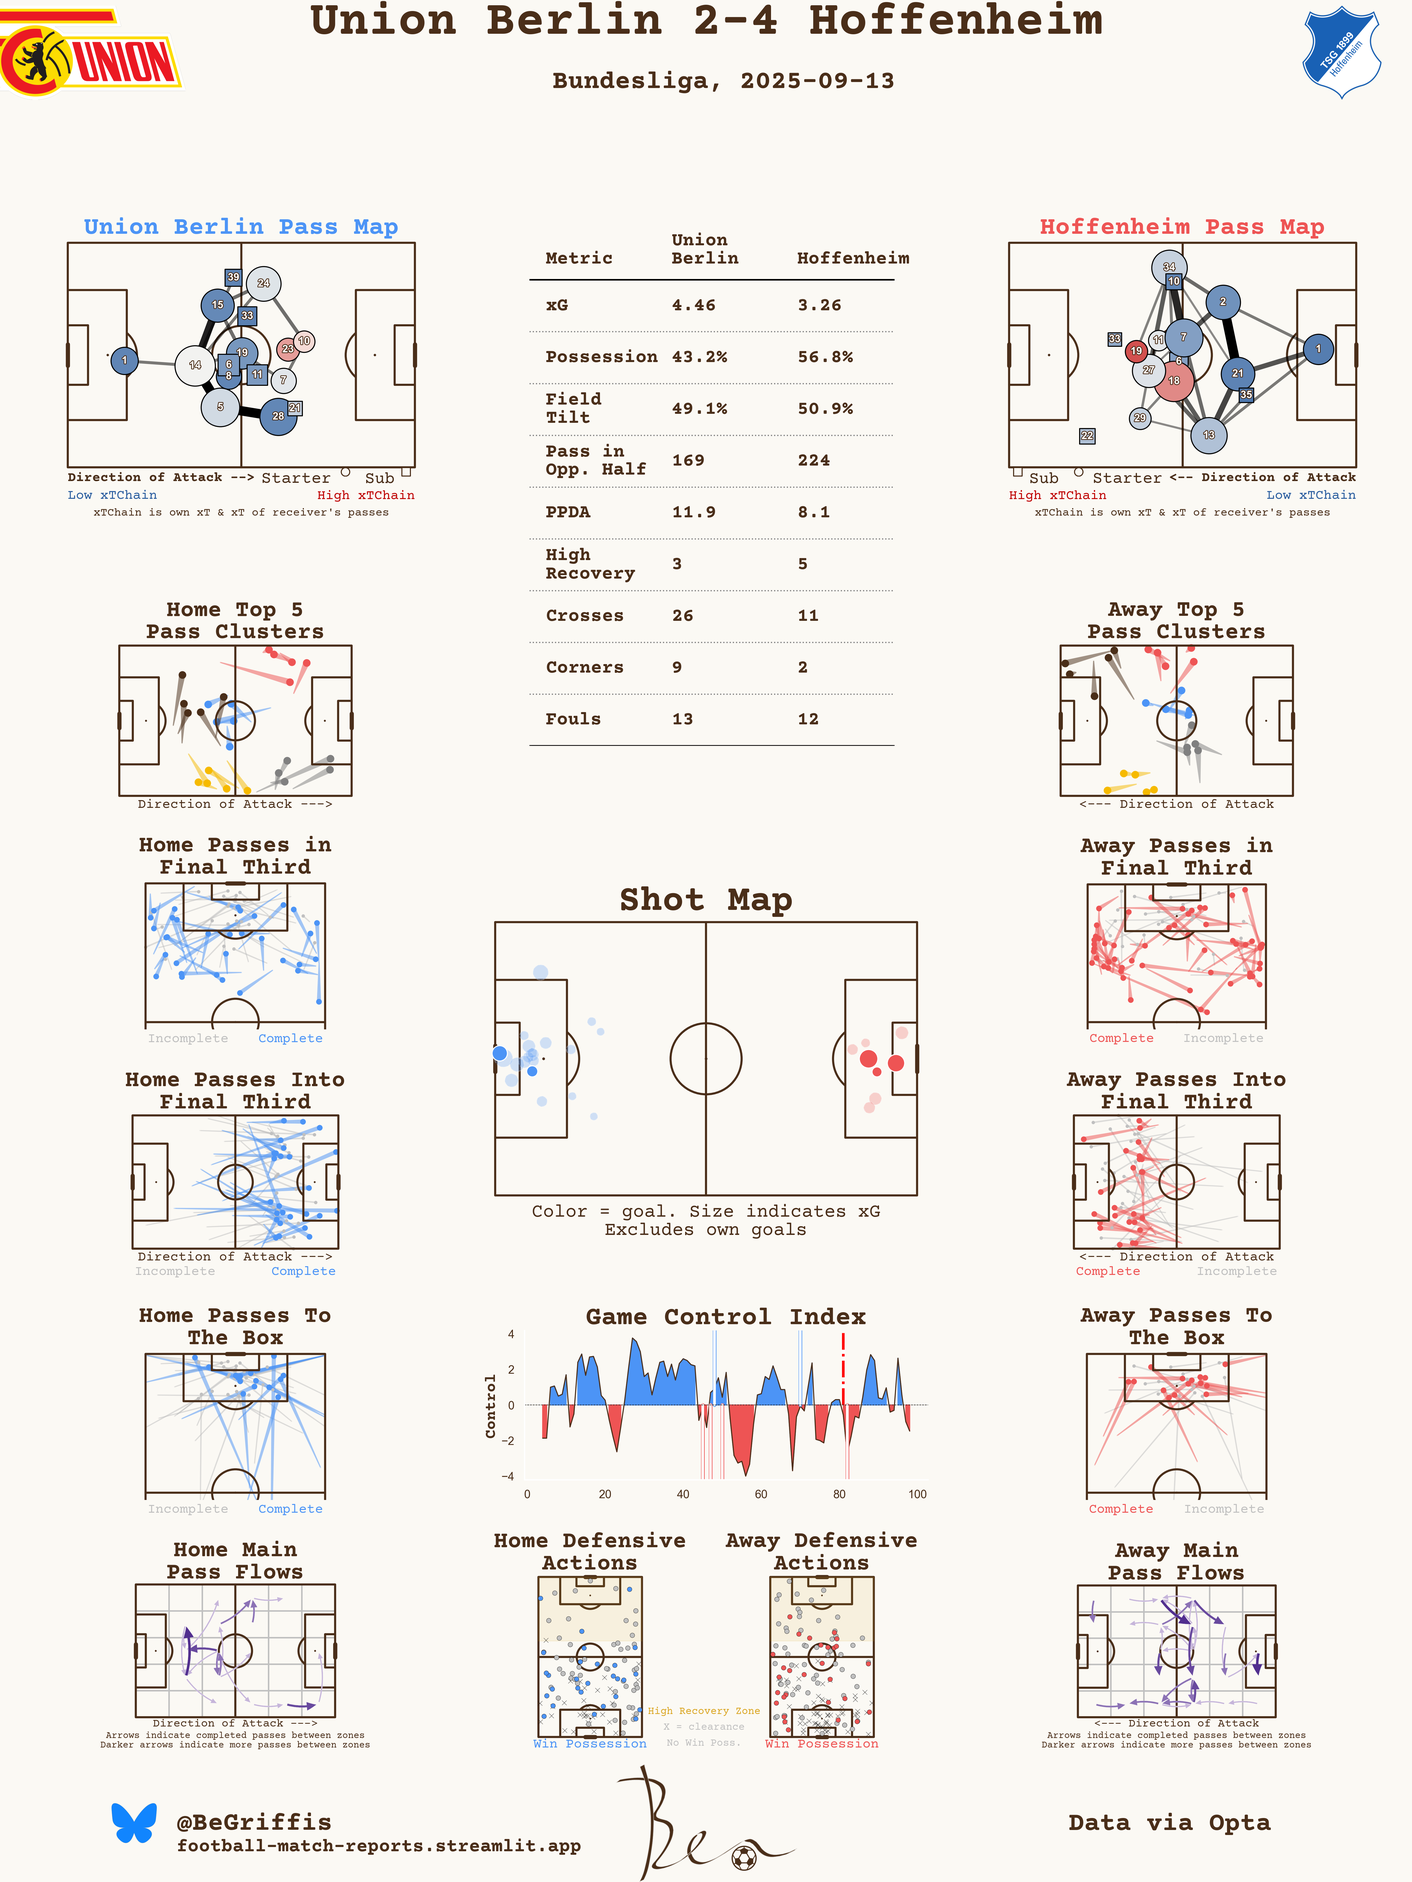 Union Berlin 2-4 Hoffenheim
Bundesliga, 2025-09-13
UNION
TSG 1899
Hoffenheim
Union Berlin Pass Map
39
24
15
33
10
23
19
1
14
6
8
11
7
5
21
28
Direction of Attack --> Starter Sub
Low xTChain High xTChain
xTChain is own xT & xT of receiver's passes
Metric Union Berlin Hoffenheim
xG 4.46 3.26
Possession 43.2% 56.8%
Field Tilt 49.1% 50.9%
Pass in Opp. Half 169 224
PPDA 11.9 8.1
High Recovery 3 5
Crosses 26 11
Corners 9 2
Fouls 13 12
Hoffenheim Pass Map
34
10
2
33
11
7
19
1
6
27
18
21
35
29
13
22
Sub Starter <-- Direction of Attack
High xTChain Low xTChain
xTChain is own xT & xT of receiver's passes
Home Top 5
Pass Clusters
Direction of Attack --->
Away Top 5
Pass Clusters
<--- Direction of Attack
Home Passes in
Final Third
Incomplete Complete
Away Passes in
Final Third
Complete Incomplete
Shot Map
Color = goal. Size indicates xG
Excludes own goals
Home Passes Into
Final Third
Direction of Attack --->
Incomplete Complete
Away Passes Into
Final Third
<--- Direction of Attack
Complete Incomplete
Home Passes To
The Box
Incomplete Complete
Game Control Index
Control
4
2
0
−2
−4
0 20 40 60 80 100
Away Passes To
The Box
Complete Incomplete
Home Main
Pass Flows
Direction of Attack --->
Arrows indicate completed passes between zones
Darker arrows indicate more passes between zones
Home Defensive
Actions
Win Possession
High Recovery Zone
X = clearance
No Win Poss.
Away Defensive
Actions
Win Possession
Away Main
Pass Flows
<--- Direction of Attack
Arrows indicate completed passes between zones
Darker arrows indicate more passes between zones
@BeGriffis
football-match-reports.streamlit.app
Ben
Data via Opta